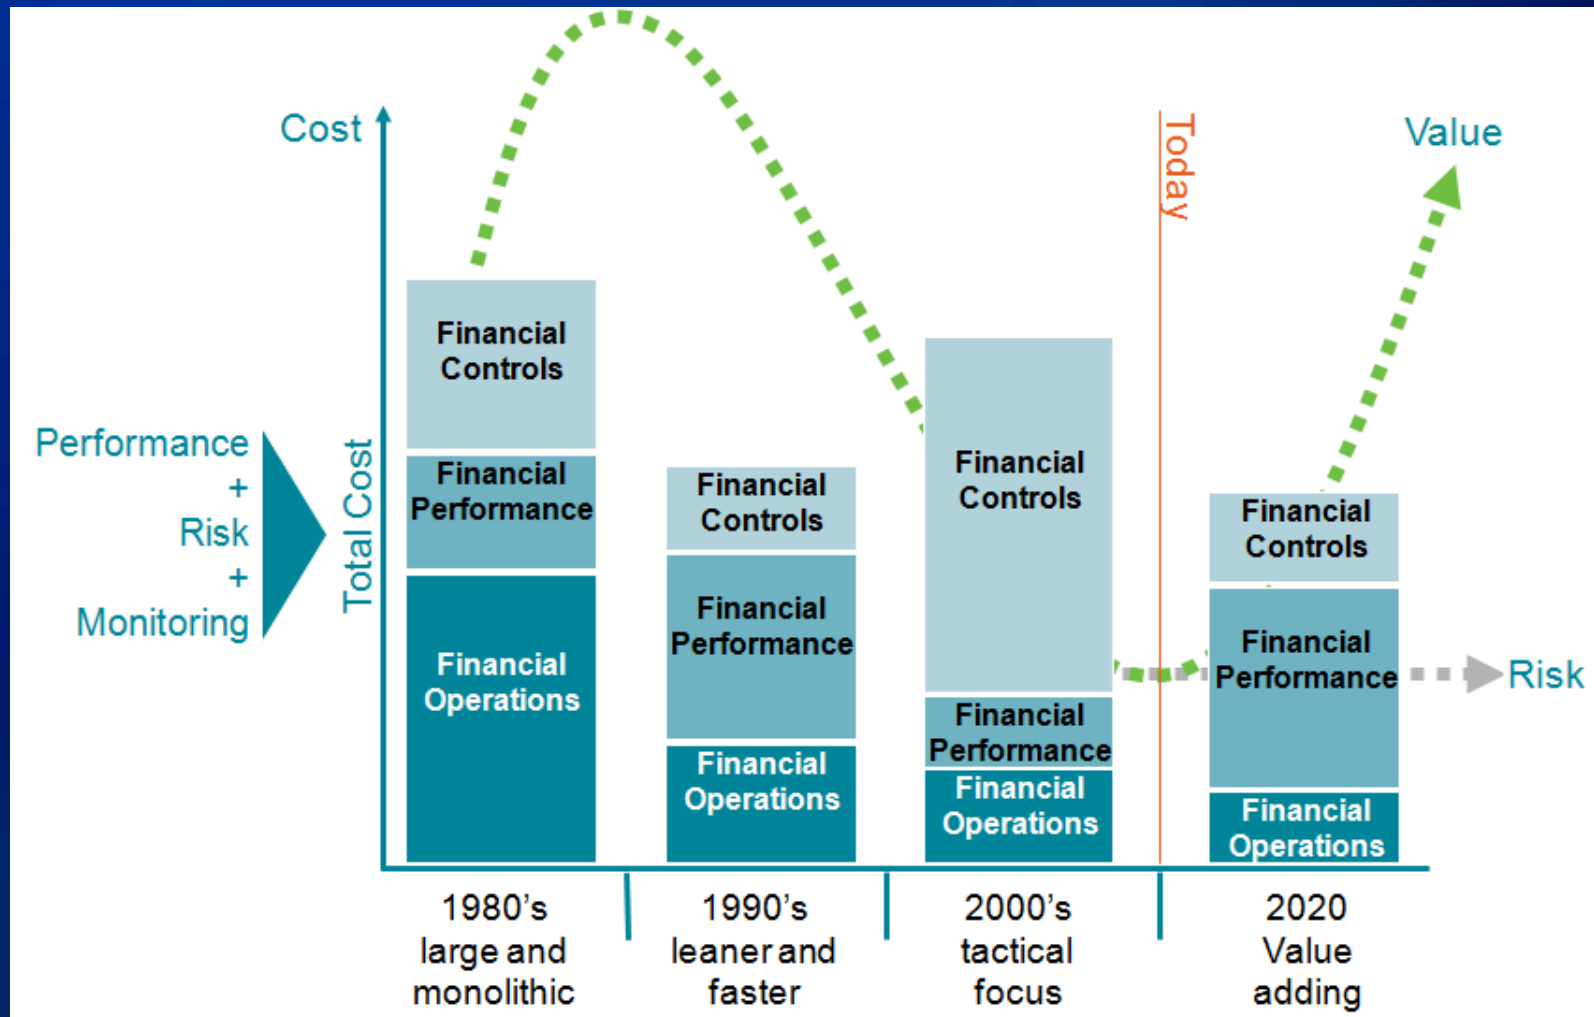 Cost
Performance
+
Risk
+
Monitoring
Total Cost
Financial
Controls
Financial
Performance
Financial
Operations
1980's
large and
monolithic
Financial
Controls
Financial
Performance
Financial
Operations
1990's
leaner and
faster
Financial
Controls
Financial
Performance
Financial
Operations
2000's
tactical
focus
Today
Financial
Controls
Financial
Performance
Financial
Operations
2020
Value
adding
Value
Risk